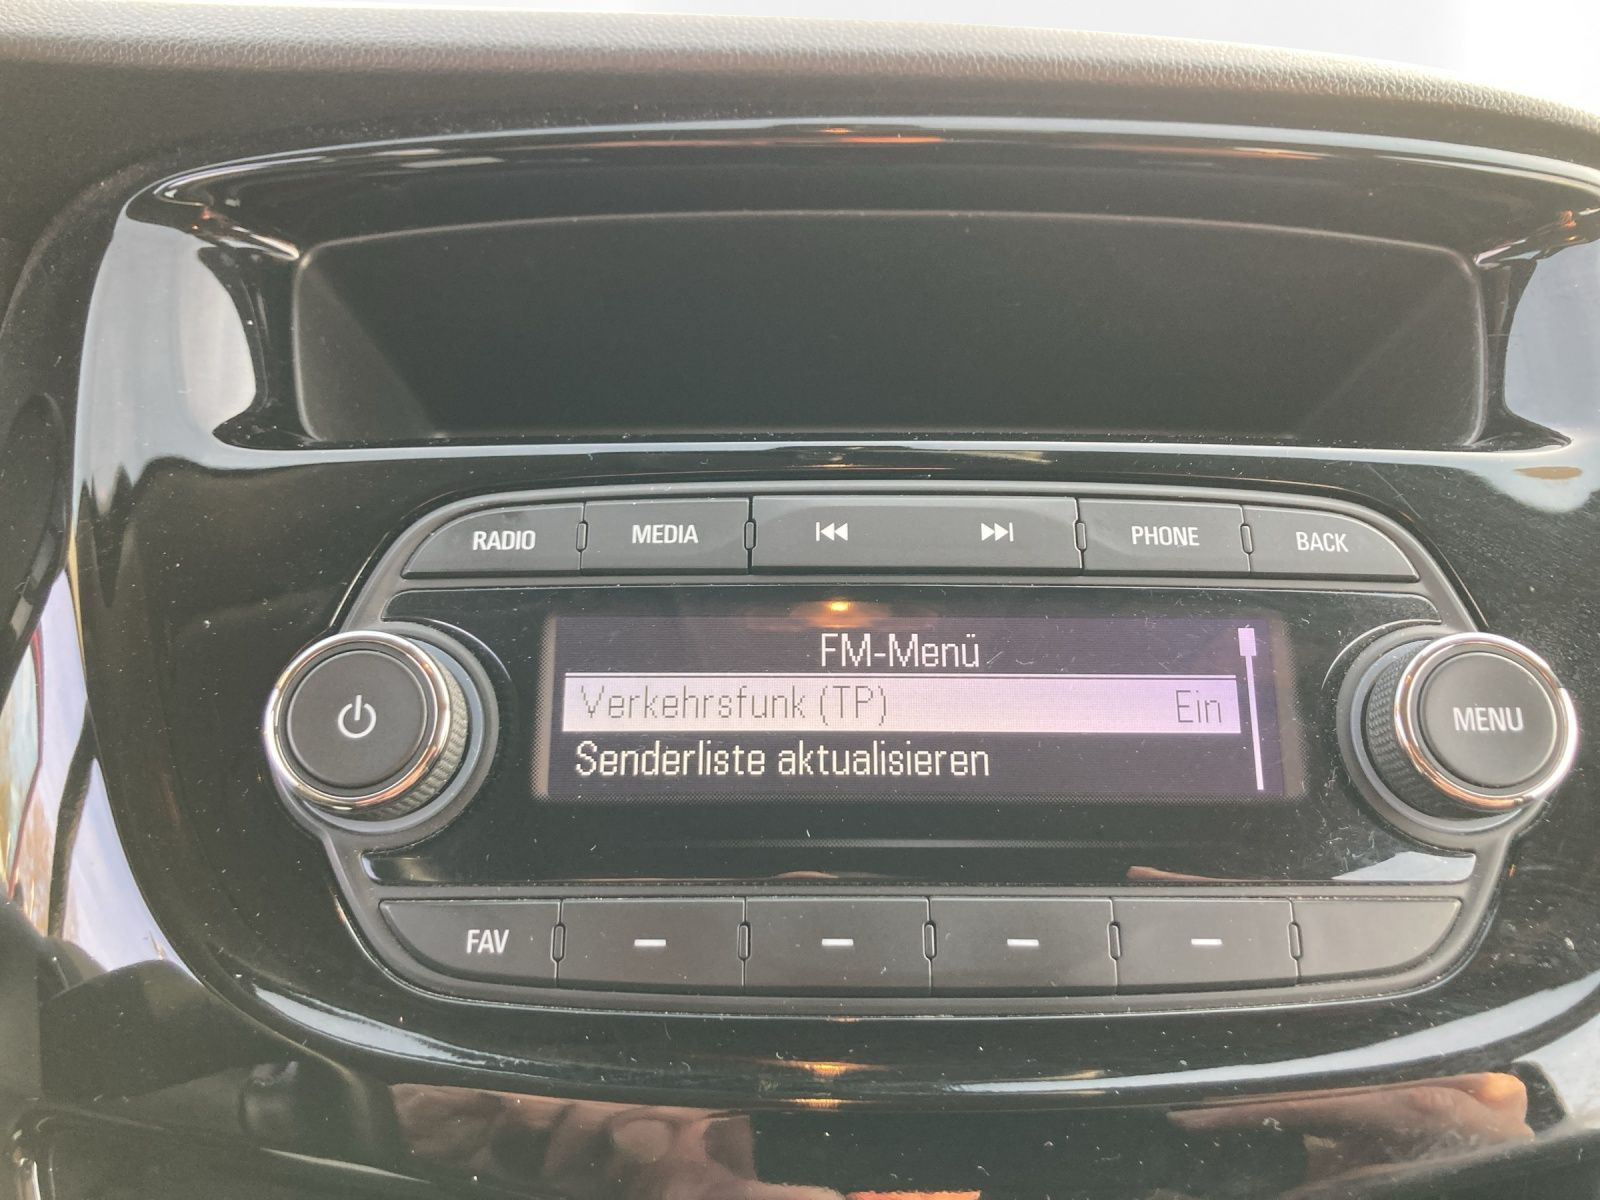 RADIO MEDIA PHONE BACK
FM-Menü
Verkehrsfunk (TP) Ein
MENU
Senderliste aktualisieren
FAV